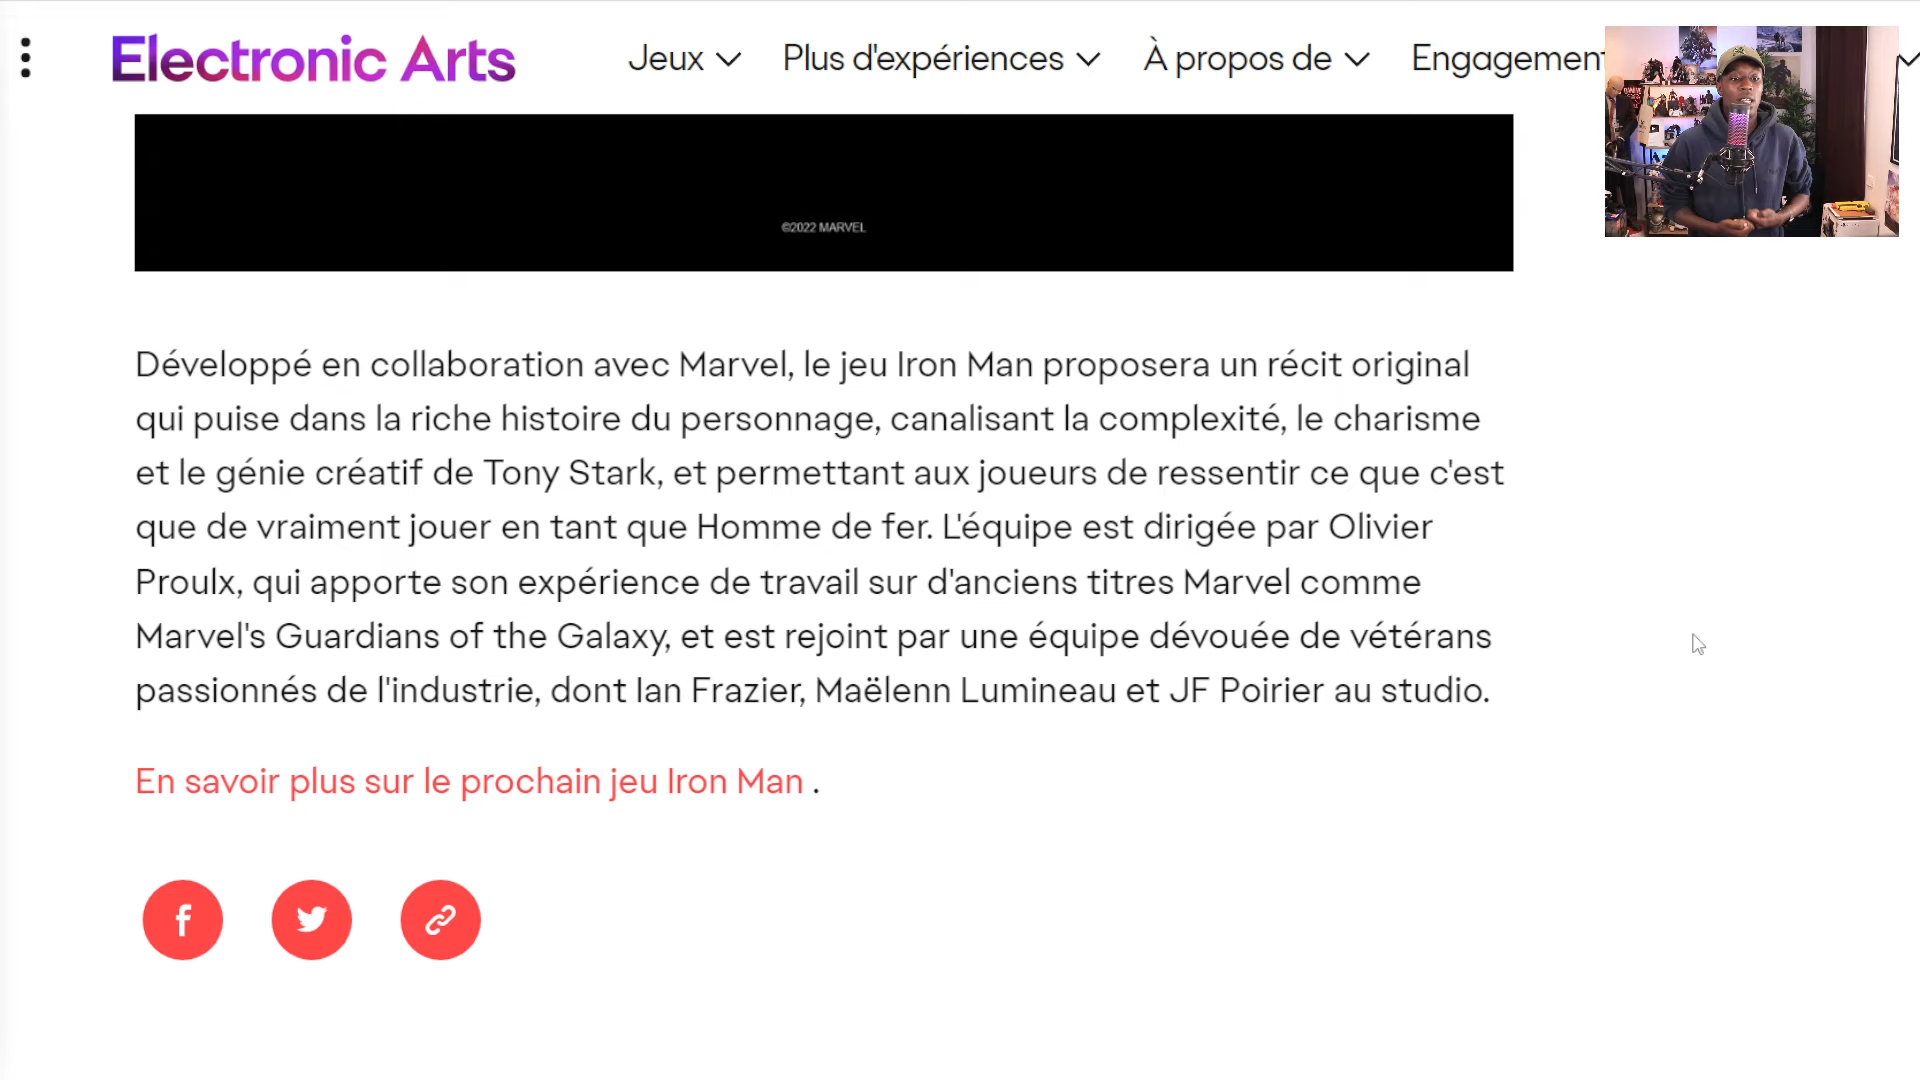 Electronic Arts
Jeux
Plus d'expériences
À propos de
Engagement
©2022 MARVEL
Développé en collaboration avec Marvel, le jeu Iron Man proposera un récit original
qui puise dans la riche histoire du personnage, canalisant la complexité, le charisme
et le génie créatif de Tony Stark, et permettant aux joueurs de ressentir ce que c'est
que de vraiment jouer en tant que Homme de fer. L'équipe est dirigée par Olivier
Proulx, qui apporte son expérience de travail sur d'anciens titres Marvel comme
Marvel's Guardians of the Galaxy, et est rejoint par une équipe dévouée de vétérans
passionnés de l'industrie, dont Ian Frazier, Maëlenn Lumineau et JF Poirier au studio.
En savoir plus sur le prochain jeu Iron Man .